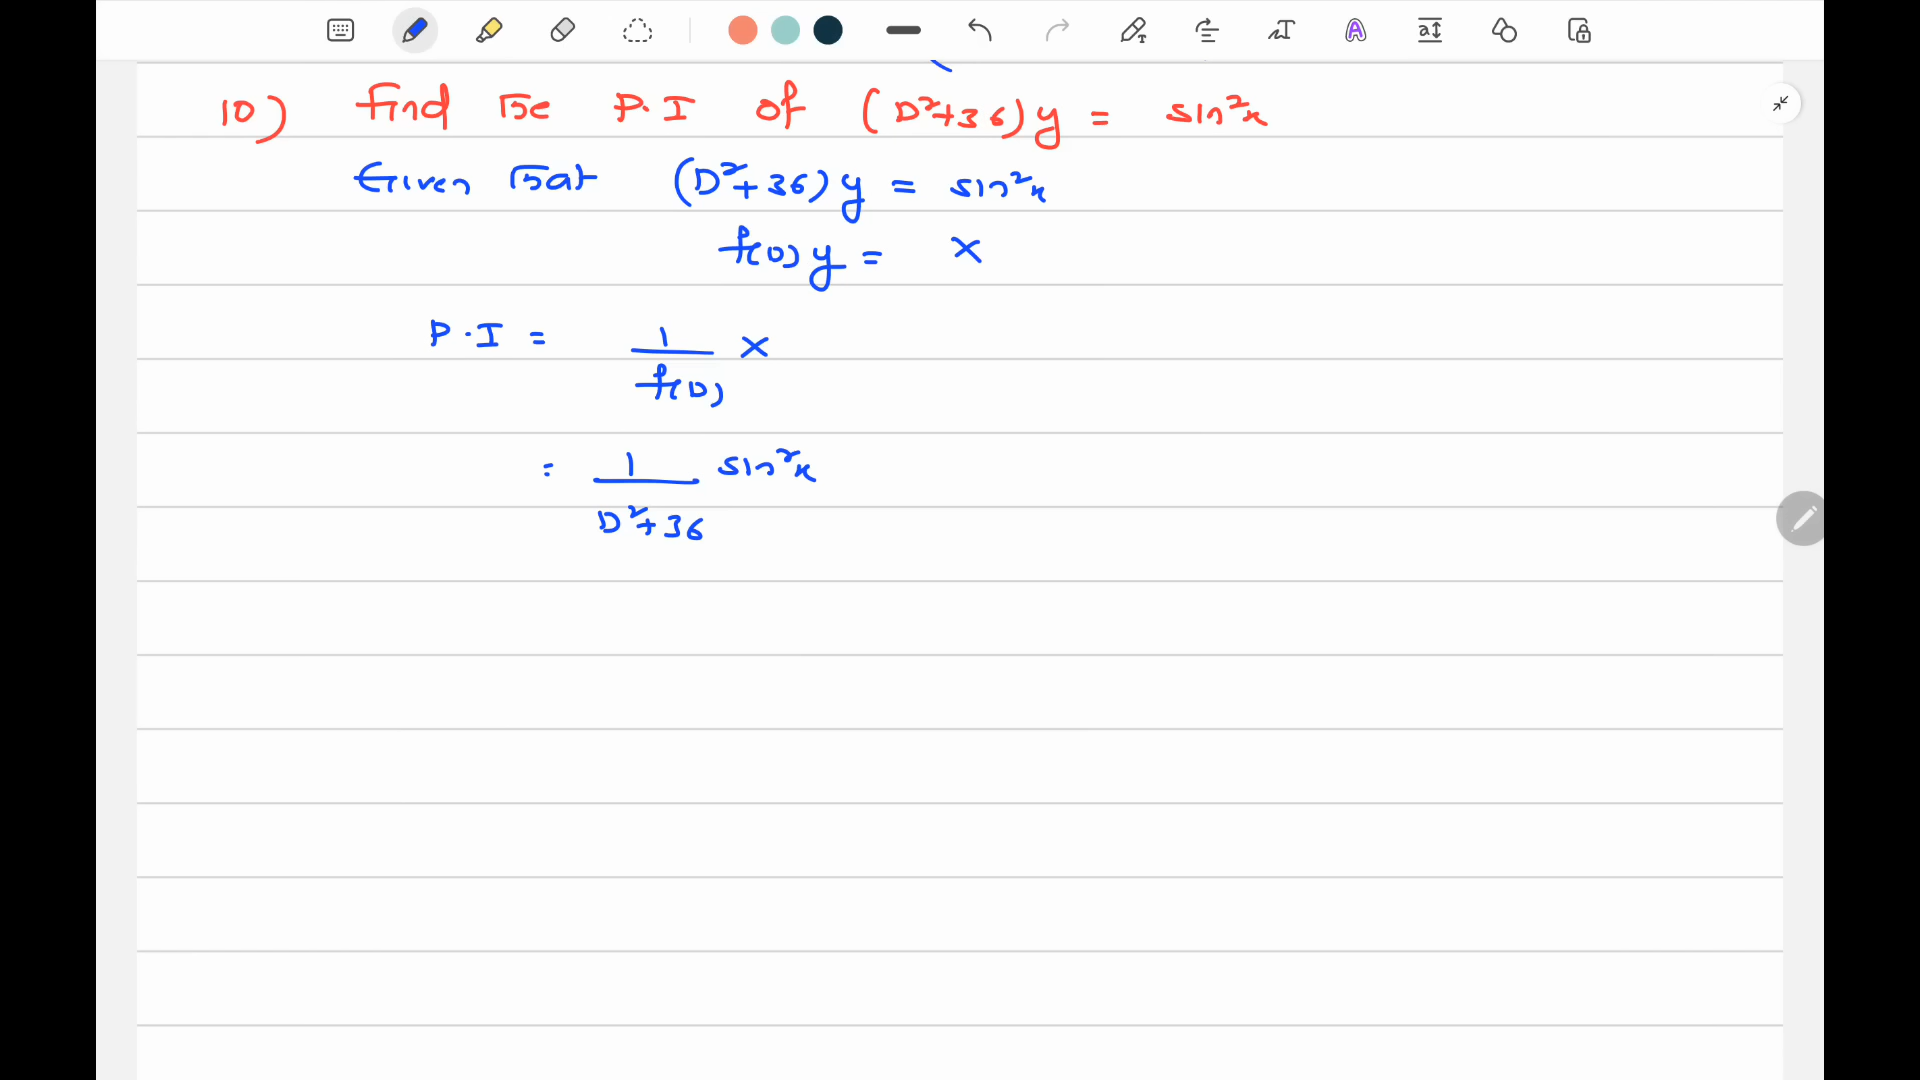 10) Find the P.I of (D²+36)y = sin²x
Given that (D²+36)y = sin²x
f(D)y = X
P.I = 1/f(D) X
= 1/(D²+36) sin²x